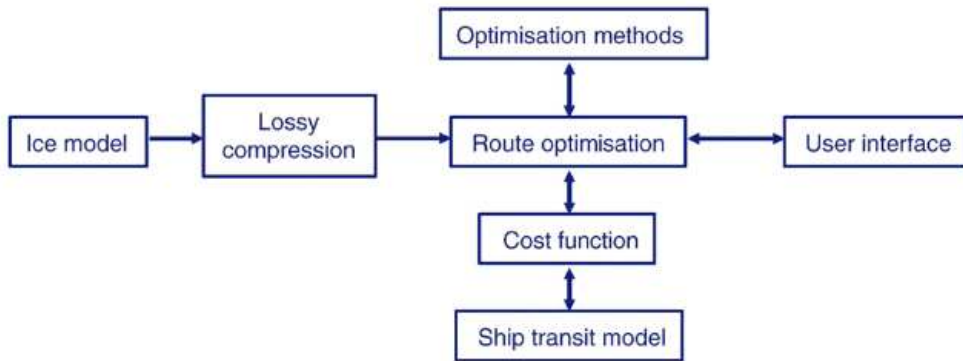 Optimisation methods
Ice model
Lossy
compression
Route optimisation
User interface
Cost function
Ship transit model